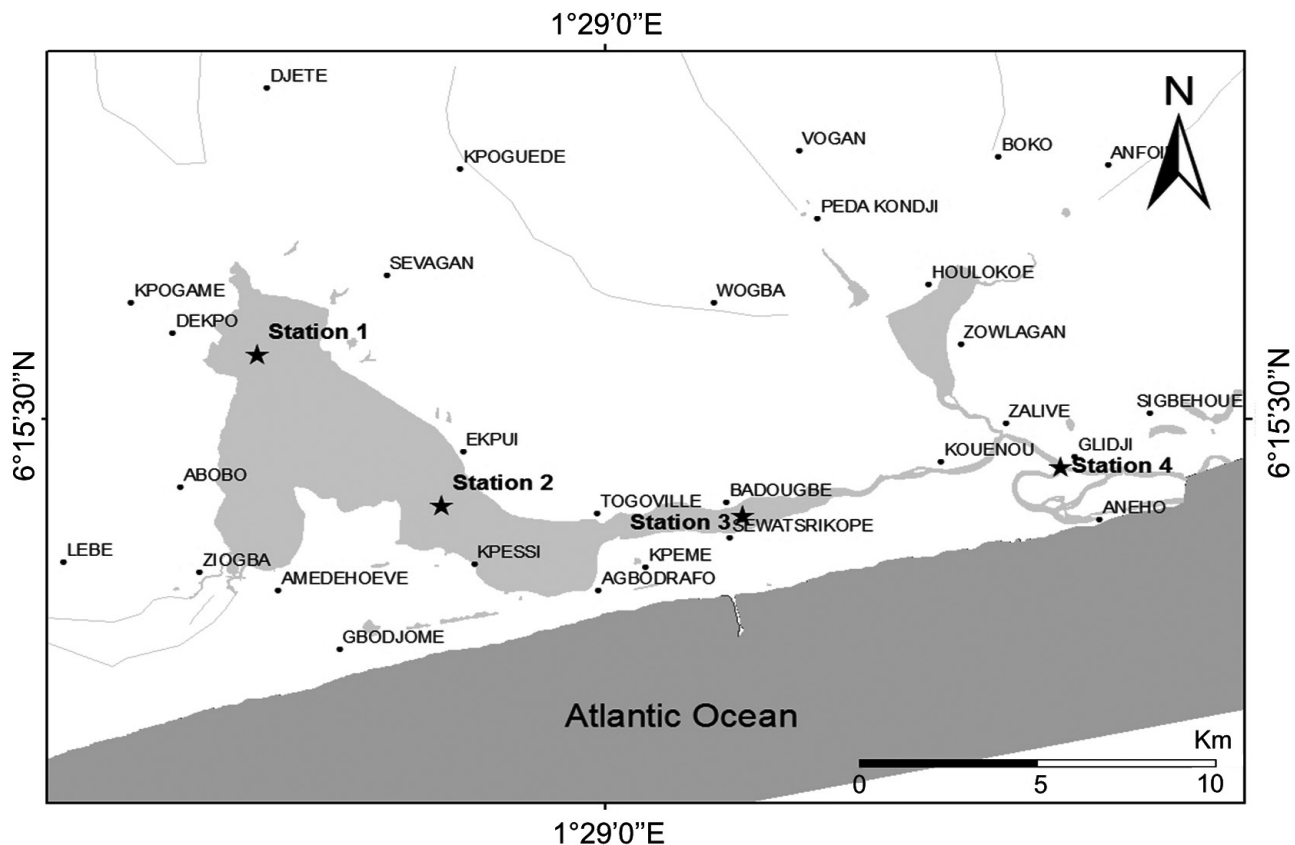 1°29'0"E
DJETE
N
VOGAN
BOKO
KPOGUEDE
PEDA KONDJI
SEVAGAN
HOULOKOE
KPOGAME
WOGBA
DEKPO
Station 1
ZOWLAGAN
6°15'30"N
6°15'30"N
SIGBEHOUE
ZALIVE
EKPUI
KOUENOU
GLIDJI
Station 4
ABOBO
Station 2
BADOUGBE
TOGOVILLE
ANEHO
Station 3
SEWATSRIKOPE
LEBE
ZIOGBA
KPESSI
KPEME
AMEDEHOEVE
AGBODRAFO
GBODJOME
Atlantic Ocean
Km
0 5 10
1°29'0"E